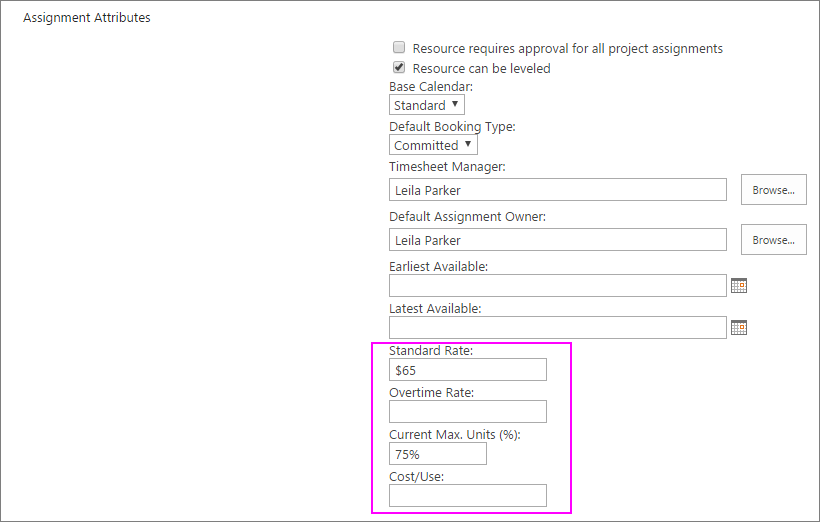 Assignment Attributes
Resource requires approval for all project assignments
Resource can be leveled
Base Calendar:
Standard
Default Booking Type:
Committed
Timesheet Manager:
Leila Parker
Browse...
Default Assignment Owner:
Leila Parker
Browse...
Earliest Available:
Latest Available:
Standard Rate:
$65
Overtime Rate:
Current Max. Units (%):
75%
Cost/Use: